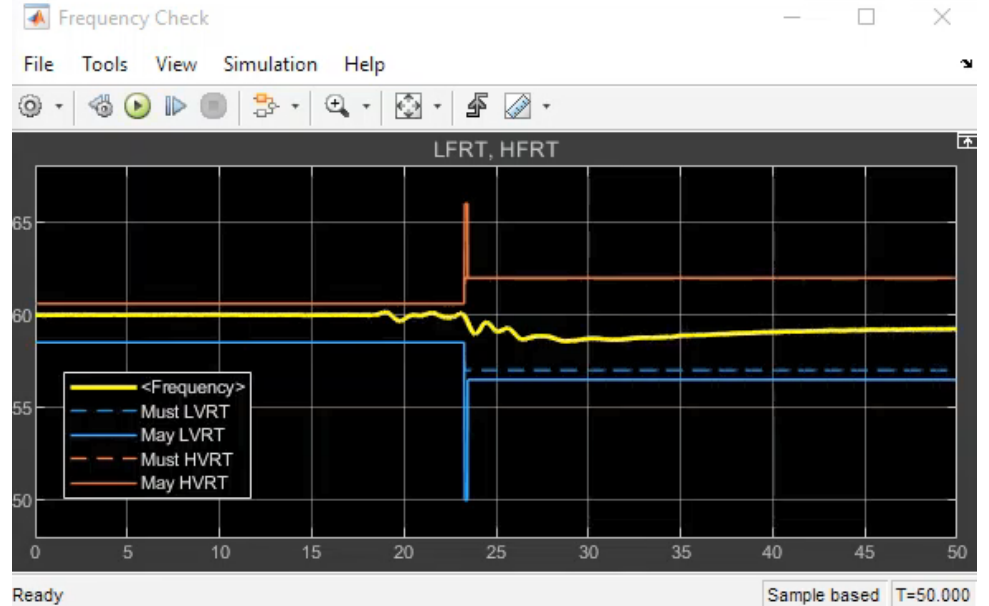 Frequency Check
File Tools View Simulation Help
LFRT, HFRT
65
60
55
50
<Frequency>
Must LVRT
May LVRT
Must HVRT
May HVRT
0 5 10 15 20 25 30 35 40 45 50
Ready Sample based T=50.000